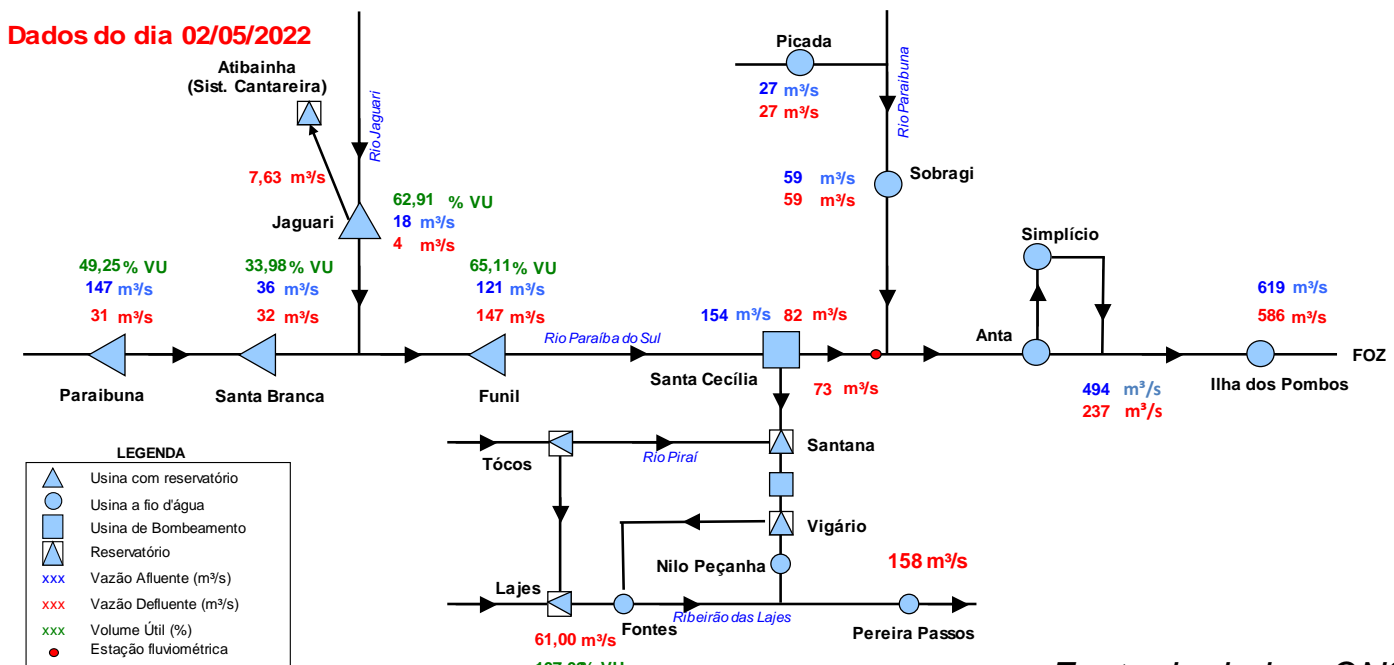 Dados do dia 02/05/2022
Atibainha
(Sist. Cantareira)
Rio Jaguari
7,63 m³/s
Jaguari
62,91 % VU
18 m³/s
4 m³/s
Picada
27 m³/s
27 m³/s
Rio Paraibuna
59 m³/s
59 m³/s
Sobragi
Simplício
49,25 % VU
147 m³/s
31 m³/s
Paraibuna
33,98 % VU
36 m³/s
32 m³/s
Santa Branca
65,11 % VU
121 m³/s
147 m³/s
Funil
Rio Paraíba do Sul
154 m³/s 82 m³/s
Santa Cecília
73 m³/s
Anta
494 m³/s
237 m³/s
619 m³/s
586 m³/s
Ilha dos Pombos
FOZ
Tócos
Rio Piraí
Santana
Vigário
Nilo Peçanha
158 m³/s
Lajes
Fontes
Ribeirão das Lajes
Pereira Passos
61,00 m³/s
LEGENDA
Usina com reservatório
Usina a fio d'água
Usina de Bombeamento
Reservatório
xxx Vazão Afluente (m³/s)
xxx Vazão Defluente (m³/s)
xxx Volume Útil (%)
Estação fluviométrica